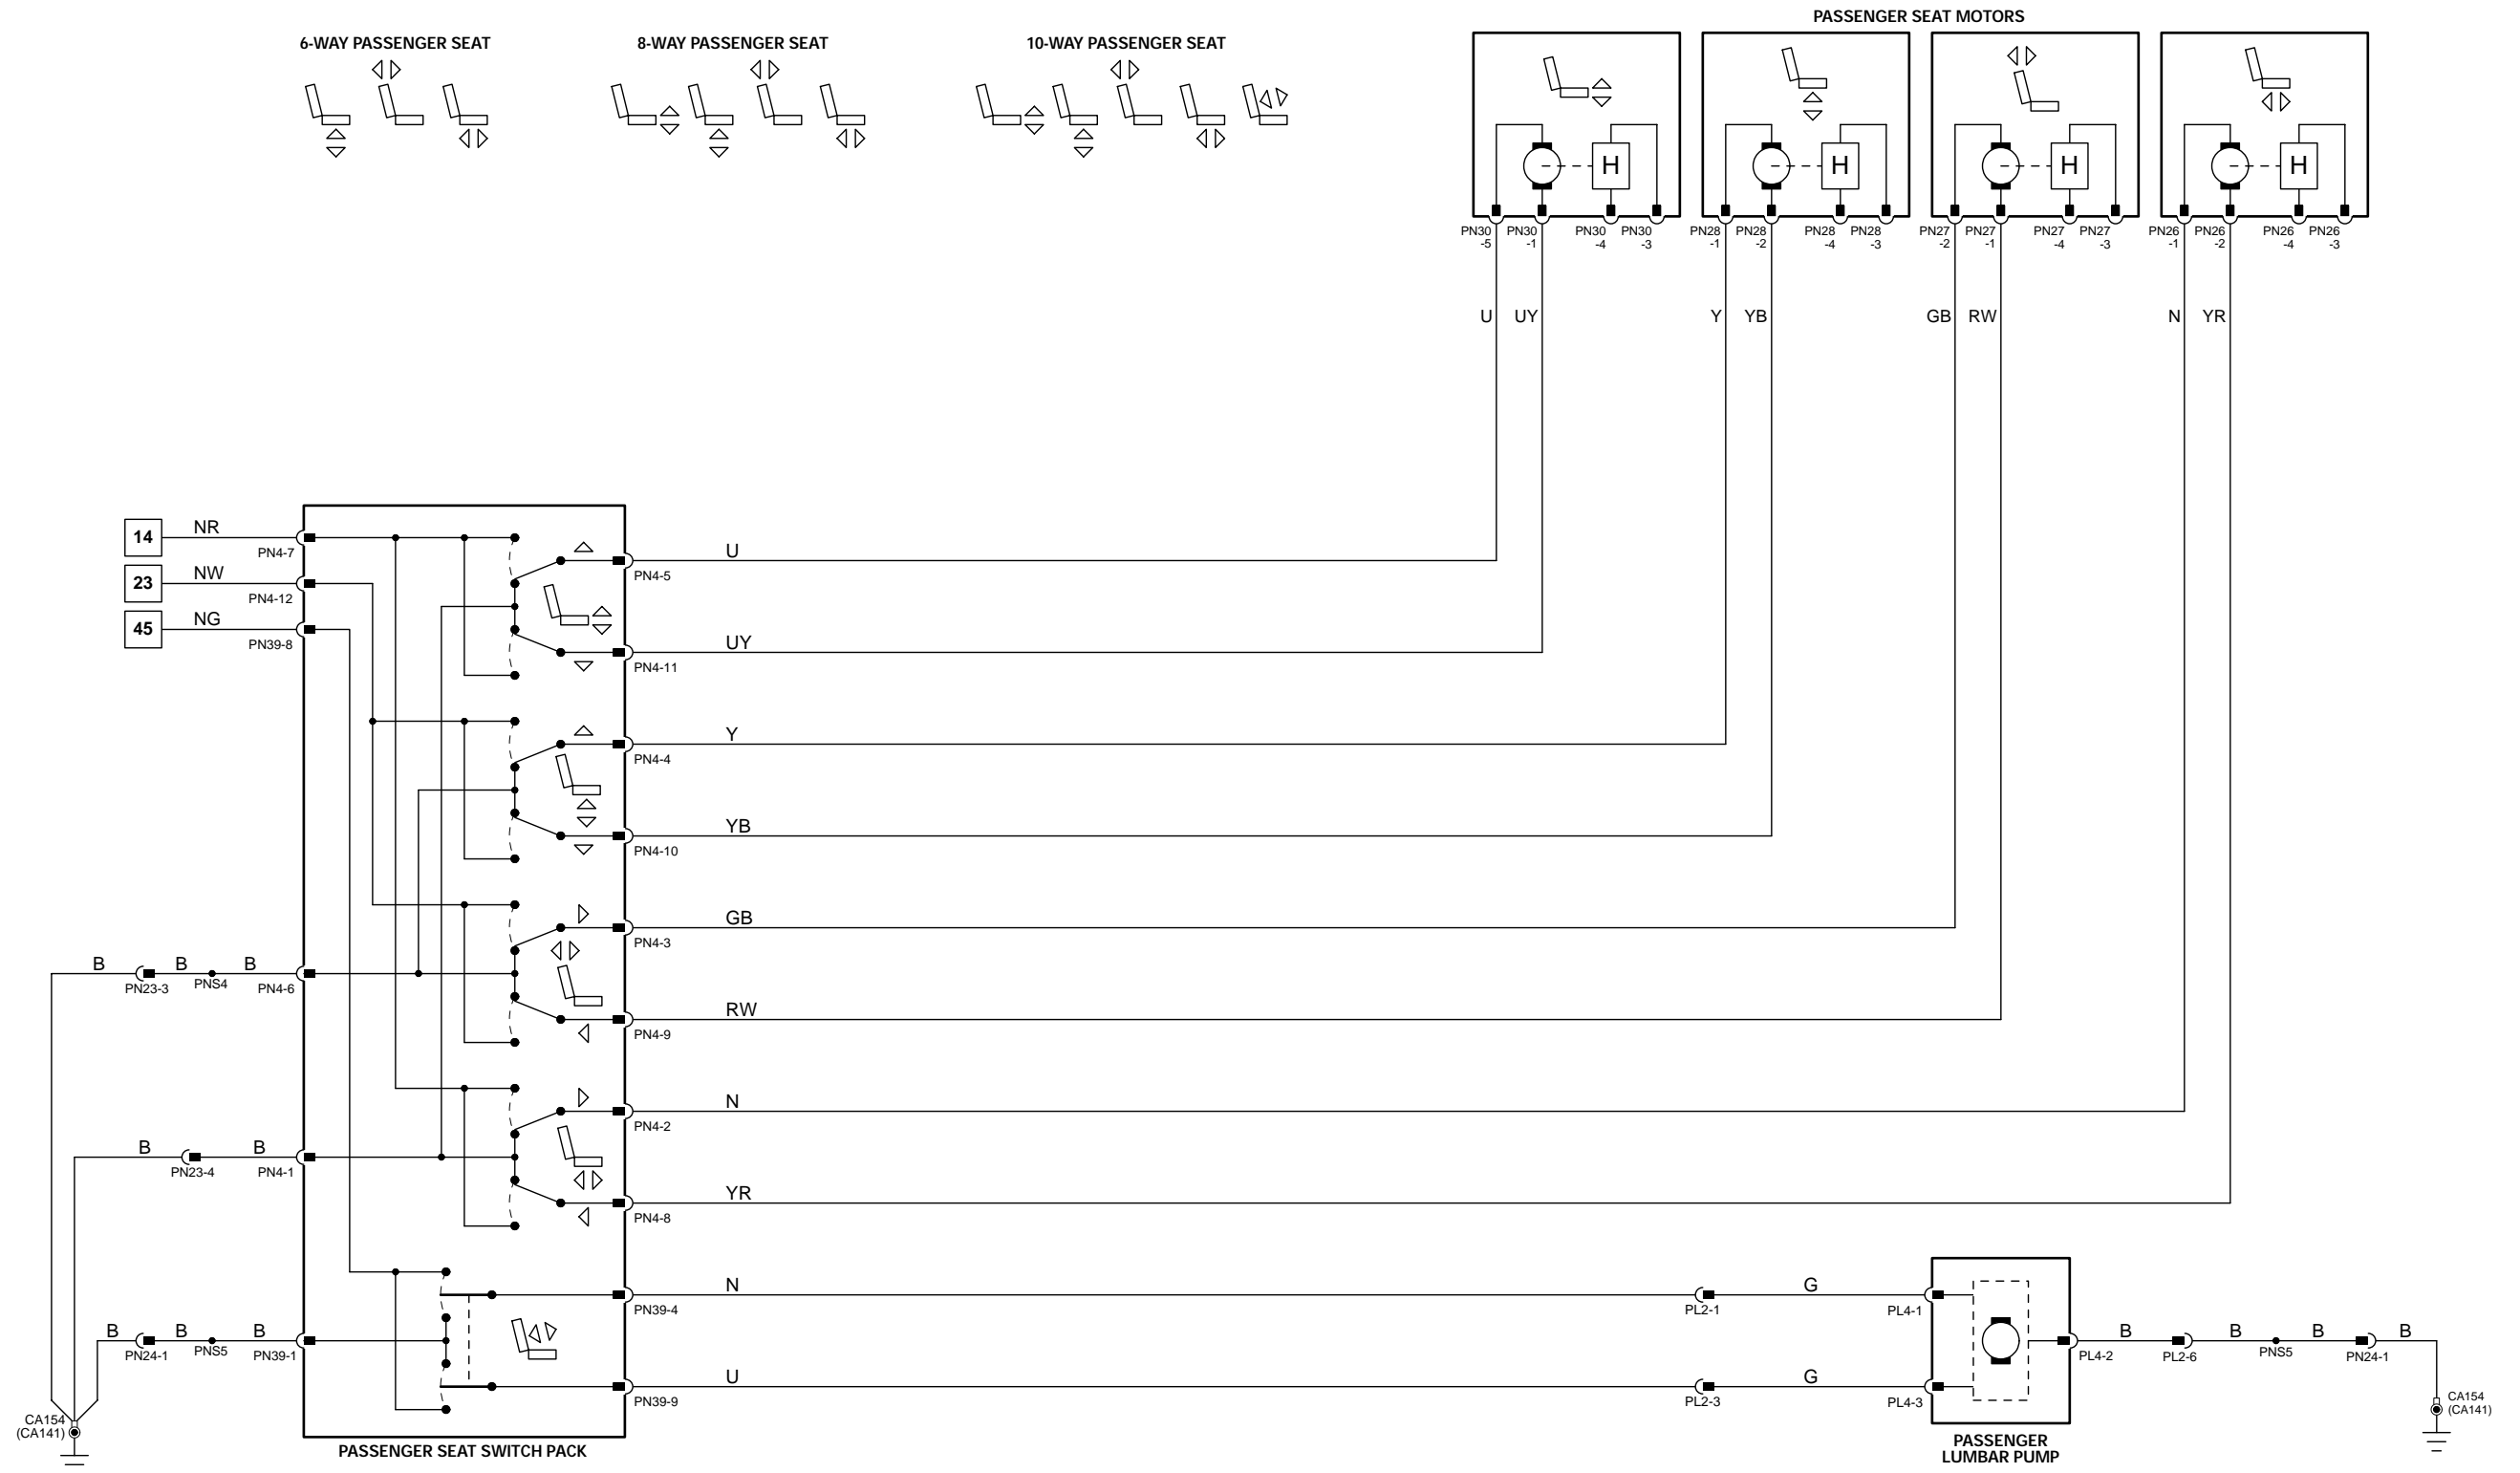 PASSENGER SEAT MOTORS
6-WAY PASSENGER SEAT
8-WAY PASSENGER SEAT
10-WAY PASSENGER SEAT
H
H
H
H
PN30 PN30 PN30 PN30
-5 -1 -4 -3
PN28 PN28 PN28 PN28
-1 -2 -4 -3
PN27 PN27 PN27 PN27
-2 -1 -4 -3
PN26 PN26 PN26 PN26
-1 -2 -4 -3
U UY Y YB GB RW N YR
14 NR PN4-7
23 NW PN4-12
45 NG PN39-8
U PN4-5
UY PN4-11
Y PN4-4
YB PN4-10
GB PN4-3
B PN23-3 B PNS4 B PN4-6
RW PN4-9
N PN4-2
B PN23-4 B PN4-1
YR PN4-8
N PN39-4 PL2-1 G PL4-1
B PN24-1 B PNS5 B PN39-1
PL4-2 B PL2-6 B PNS5 B PN24-1 B
U PN39-9 PL2-3 G PL4-3
CA154
(CA141)
CA154
(CA141)
PASSENGER SEAT SWITCH PACK
PASSENGER
LUMBAR PUMP